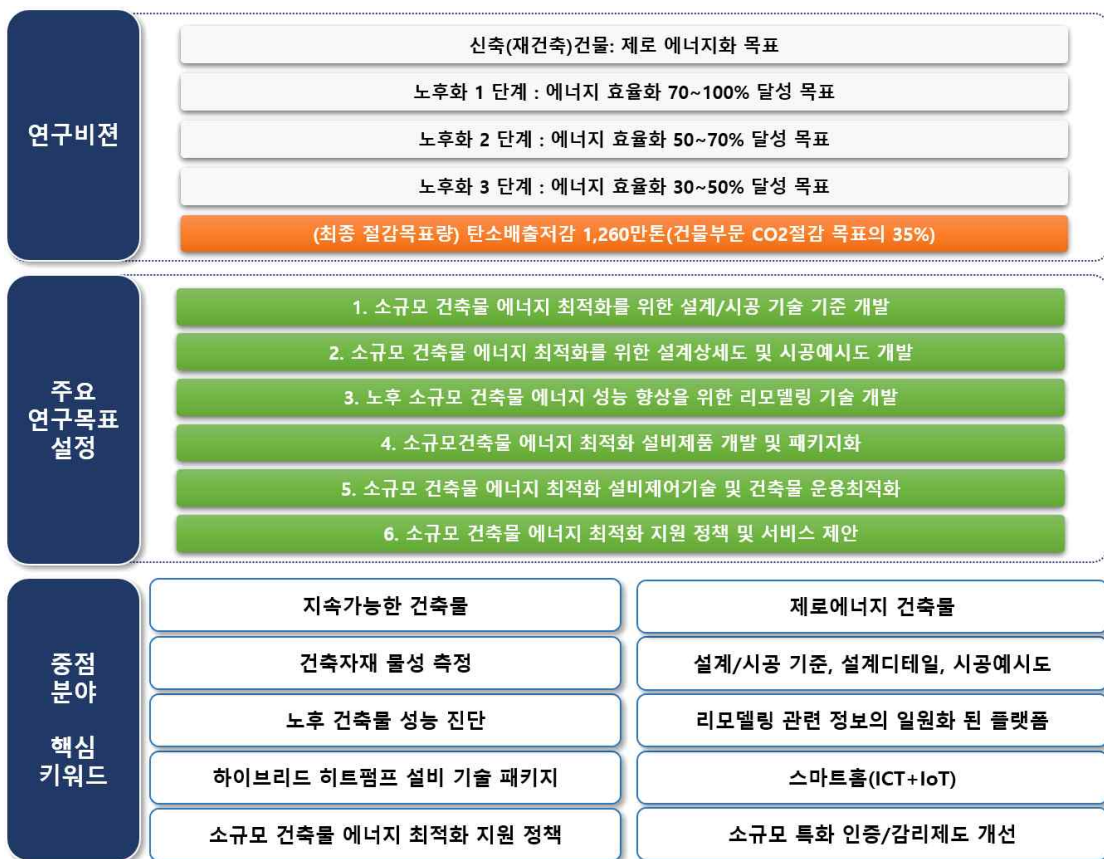 연구비젼
신축(재건축)건물: 제로 에너지화 목표
노후화 1 단계 : 에너지 효율화 70~100% 달성 목표
노후화 2 단계 : 에너지 효율화 50~70% 달성 목표
노후화 3 단계 : 에너지 효율화 30~50% 달성 목표
(최종 절감목표량) 탄소배출저감 1,260만톤(건물부문 CO2절감 목표의 35%)
주요
연구목표
설정
1. 소규모 건축물 에너지 최적화를 위한 설계/시공 기술 기준 개발
2. 소규모 건축물 에너지 최적화를 위한 설계상세도 및 시공예시도 개발
3. 노후 소규모 건축물 에너지 성능 향상을 위한 리모델링 기술 개발
4. 소규모건축물 에너지 최적화 설비제품 개발 및 패키지화
5. 소규모 건축물 에너지 최적화 설비제어기술 및 건축물 운용최적화
6. 소규모 건축물 에너지 최적화 지원 정책 및 서비스 제안
중점
분야
핵심
키워드
지속가능한 건축물
제로에너지 건축물
건축자재 물성 측정
설계/시공 기준, 설계디테일, 시공예시도
노후 건축물 성능 진단
리모델링 관련 정보의 일원화 된 플랫폼
하이브리드 히트펌프 설비 기술 패키지
스마트홈(ICT+IoT)
소규모 건축물 에너지 최적화 지원 정책
소규모 특화 인증/감리제도 개선